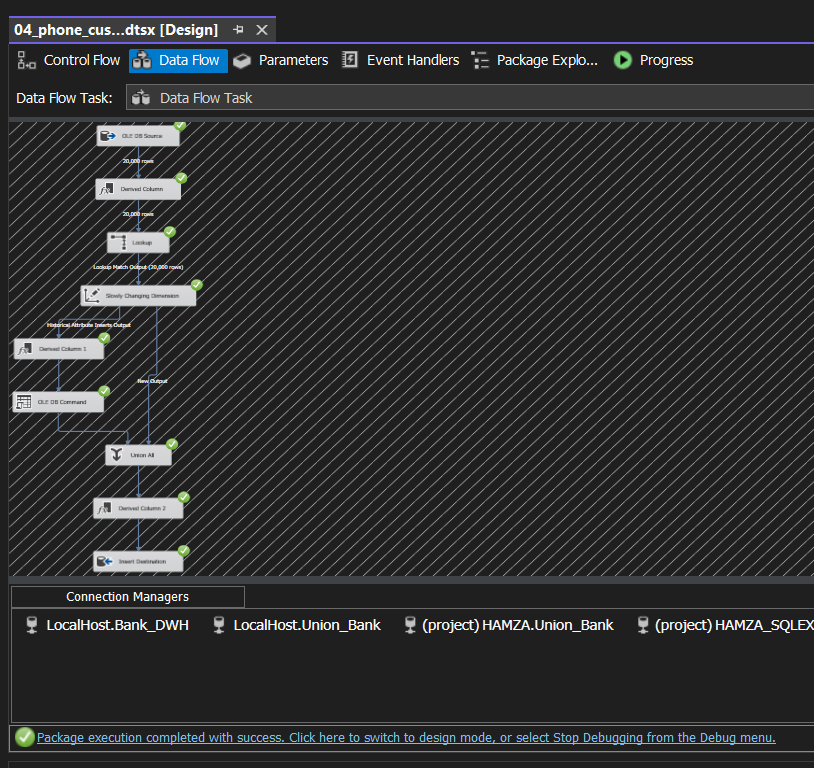 04_phone_cus...dtsx [Design]
Control Flow Data Flow Parameters Event Handlers Package Explo... Progress
Data Flow Task: Data Flow Task
OLE DB Source
20,000 rows
Derived Column
20,000 rows
Lookup
Lookup Match Output (20,000 rows)
Slowly Changing Dimension
Historical Attribute Inserts Output
Derived Column 1
New Output
OLE DB Command
Union All
Derived Column 2
Insert Destination
Connection Managers
LocalHost.Bank_DWH LocalHost.Union_Bank (project) HAMZA.Union_Bank (project) HAMZA_SQLEX
Package execution completed with success. Click here to switch to design mode, or select Stop Debugging from the Debug menu.